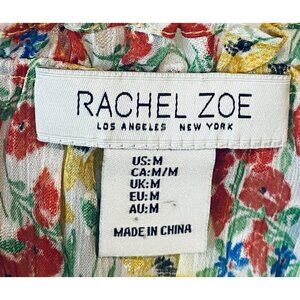 RACHEL ZOE
LOS ANGELES NEW YORK
US:M
CA:M/M
UK:M
EU:M
AU:M
MADE IN CHINA